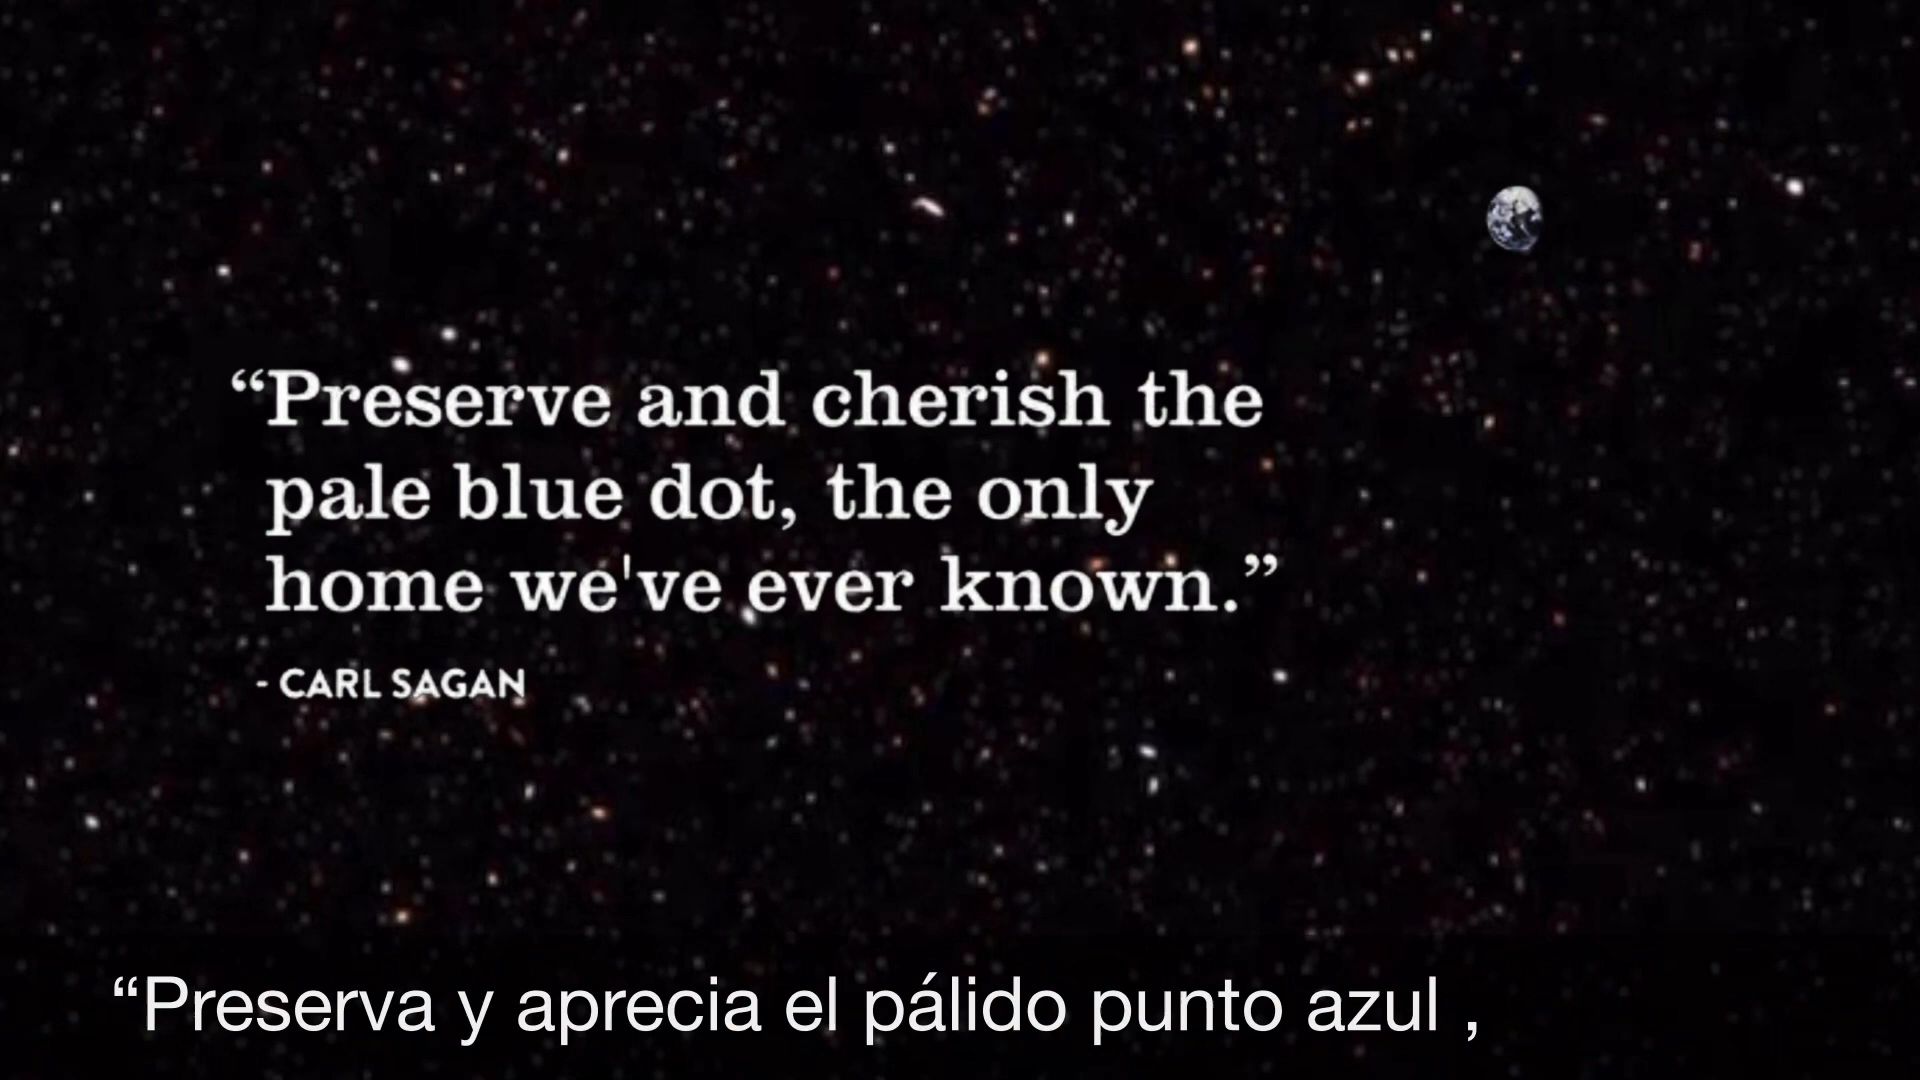 “Preserve and cherish the
pale blue dot, the only
home we've ever known.”
- CARL SAGAN
“Preserva y aprecia el pálido punto azul ,